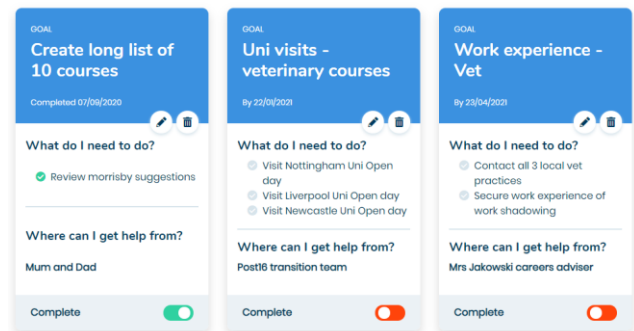 GOAL
Create long list of
10 courses
Completed 07/09/2020
What do I need to do?
Review morrisby suggestions
Where can I get help from?
Mum and Dad
Complete
GOAL
Uni visits -
veterinary courses
By 22/01/2021
What do I need to do?
Visit Nottingham Uni Open
day
Visit Liverpool Uni Open day
Visit Newcastle Uni Open day
Where can I get help from?
Post16 transition team
Complete
GOAL
Work experience -
Vet
By 23/04/2021
What do I need to do?
Contact all 3 local vet
practices
Secure work experience of
work shadowing
Where can I get help from?
Mrs Jakowski careers adviser
Complete